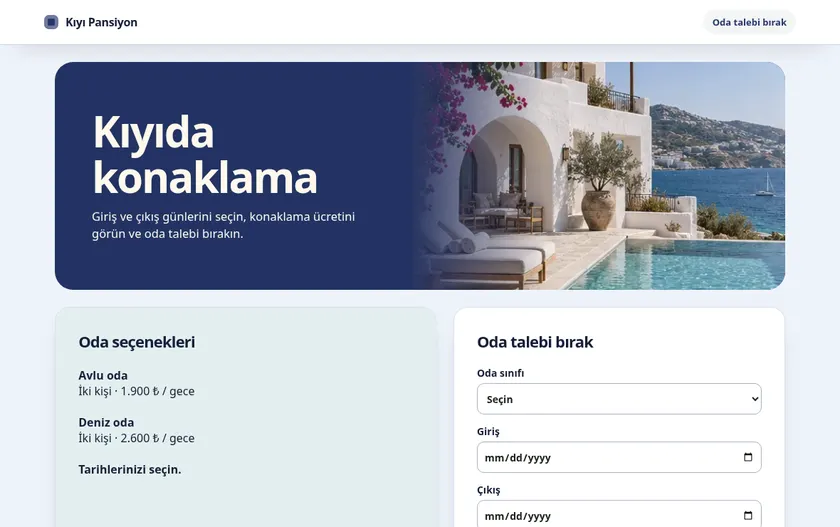 Kıyı Pansiyon
Oda talebi bırak
Kıyıda
konaklama
Giriş ve çıkış günlerini seçin, konaklama ücretini
görün ve oda talebi bırakın.
Oda seçenekleri
Avlu oda
İki kişi · 1.900 ₺ / gece
Deniz oda
İki kişi · 2.600 ₺ / gece
Tarihlerinizi seçin.
Oda talebi bırak
Oda sınıfı
Seçin
Giriş
mm/dd/yyyy
Çıkış
mm/dd/yyyy